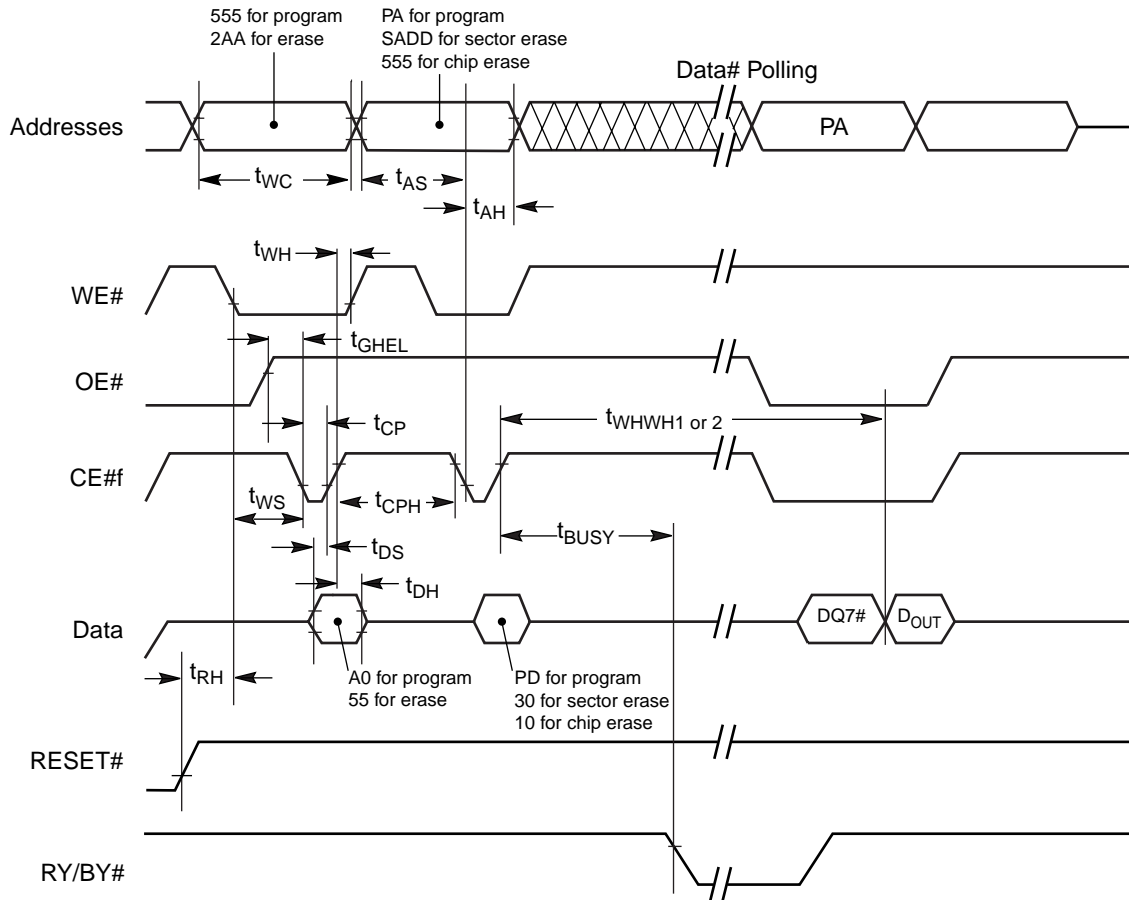 555 for program
2AA for erase
PA for program
SADD for sector erase
555 for chip erase
Data# Polling
Addresses
PA
tWC
tAS
tAH
tWH
WE#
tGHEL
OE#
tCP
tWHWH1 or 2
CE#f
tWS
tCPH
tBUSY
tDS
tDH
Data
DQ7#
DOUT
tRH
A0 for program
55 for erase
PD for program
30 for sector erase
10 for chip erase
RESET#
RY/BY#